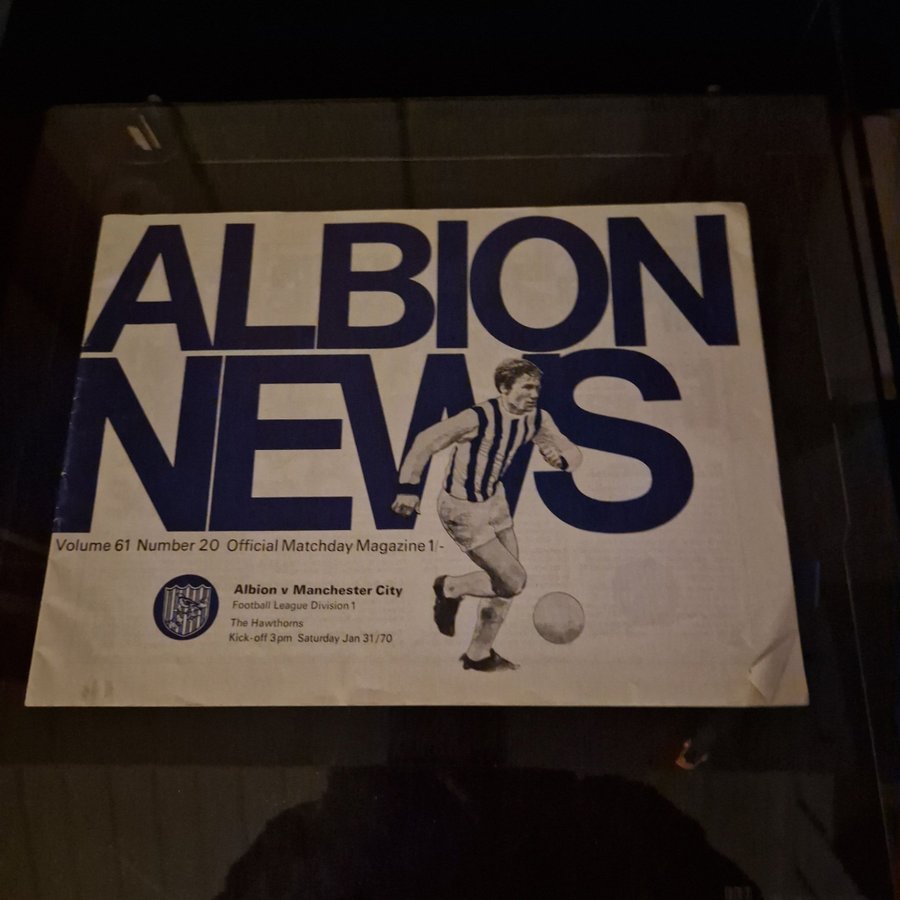 ALBION
NEWS
Volume 61 Number 20 Official Matchday Magazine 1/-
Albion v Manchester City
Football League Division 1
The Hawthorns
Kick-off 3pm Saturday Jan 31/70